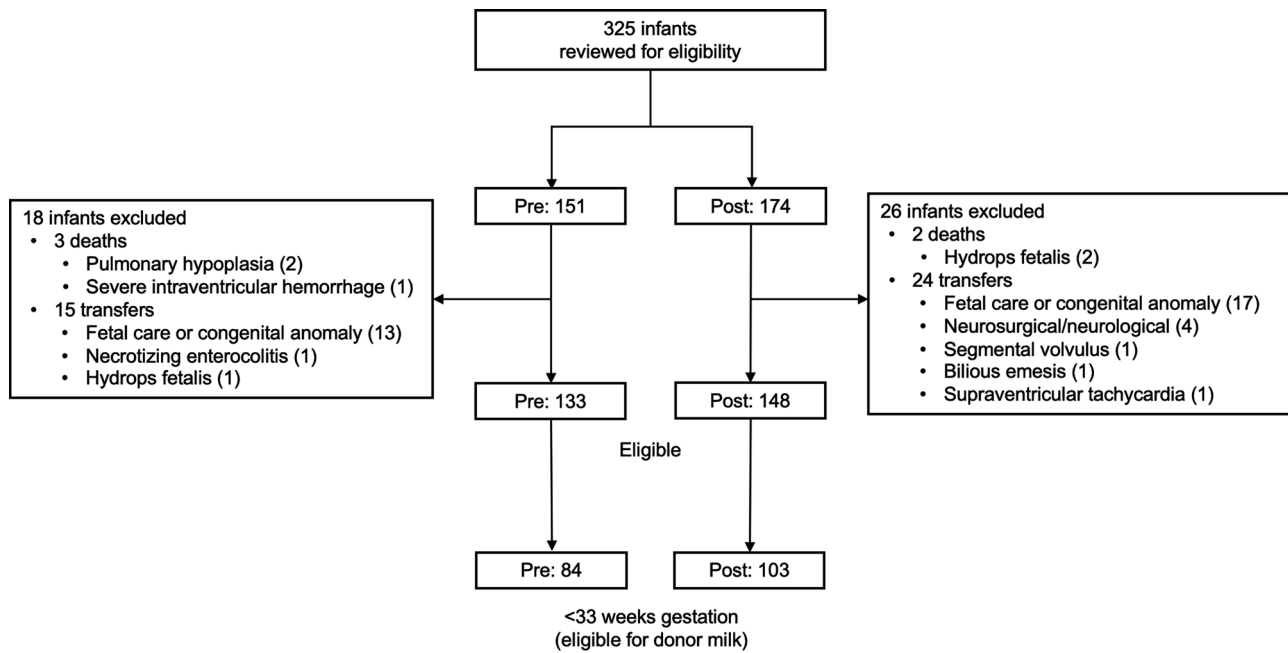 325 infants
reviewed for eligibility
Pre: 151
Post: 174
18 infants excluded
• 3 deaths
• Pulmonary hypoplasia (2)
• Severe intraventricular hemorrhage (1)
• 15 transfers
• Fetal care or congenital anomaly (13)
• Necrotizing enterocolitis (1)
• Hydrops fetalis (1)
26 infants excluded
• 2 deaths
• Hydrops fetalis (2)
• 24 transfers
• Fetal care or congenital anomaly (17)
• Neurosurgical/neurological (4)
• Segmental volvulus (1)
• Bilious emesis (1)
• Supraventricular tachycardia (1)
Pre: 133
Post: 148
Eligible
Pre: 84
Post: 103
<33 weeks gestation
(eligible for donor milk)